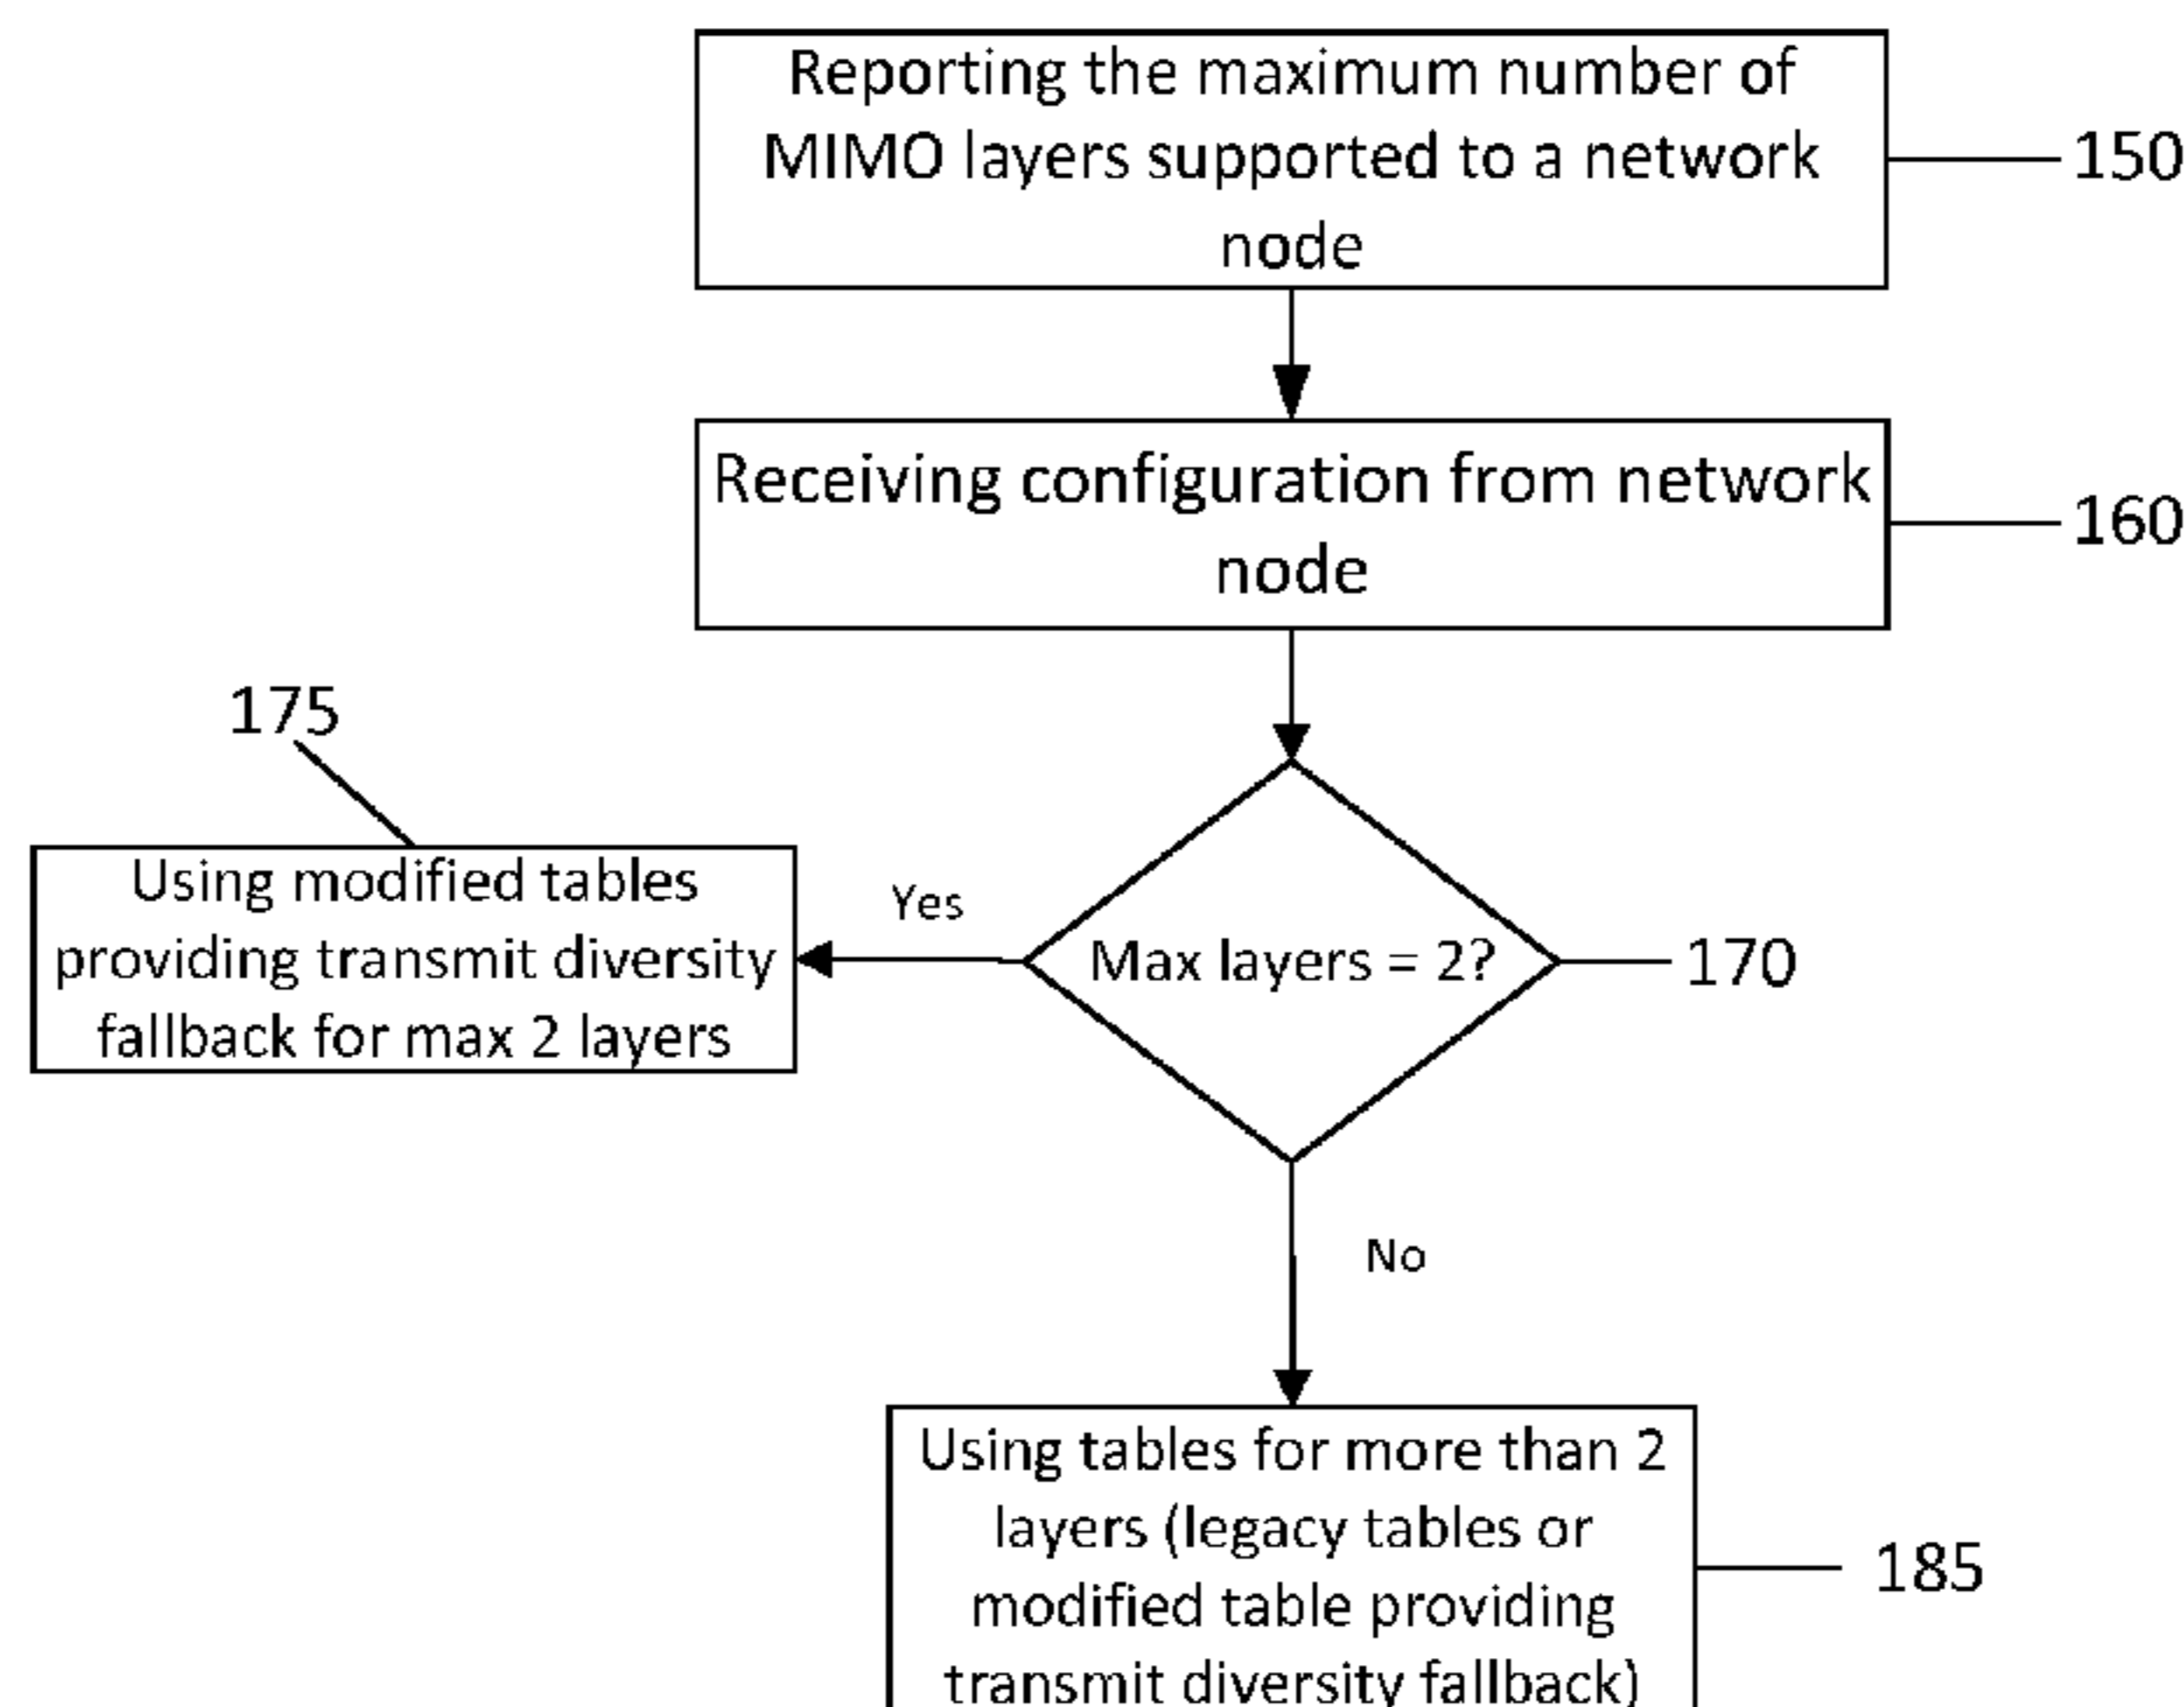 Reporting the maximum number of
MIMO layers supported to a network
node
150
Receiving configuration from network
node
160
175
Using modified tables
providing transmit diversity
fallback for max 2 layers
Yes
Max layers = 2?
170
No
Using tables for more than 2
layers (legacy tables or
modified table providing
transmit diversity fallback)
185